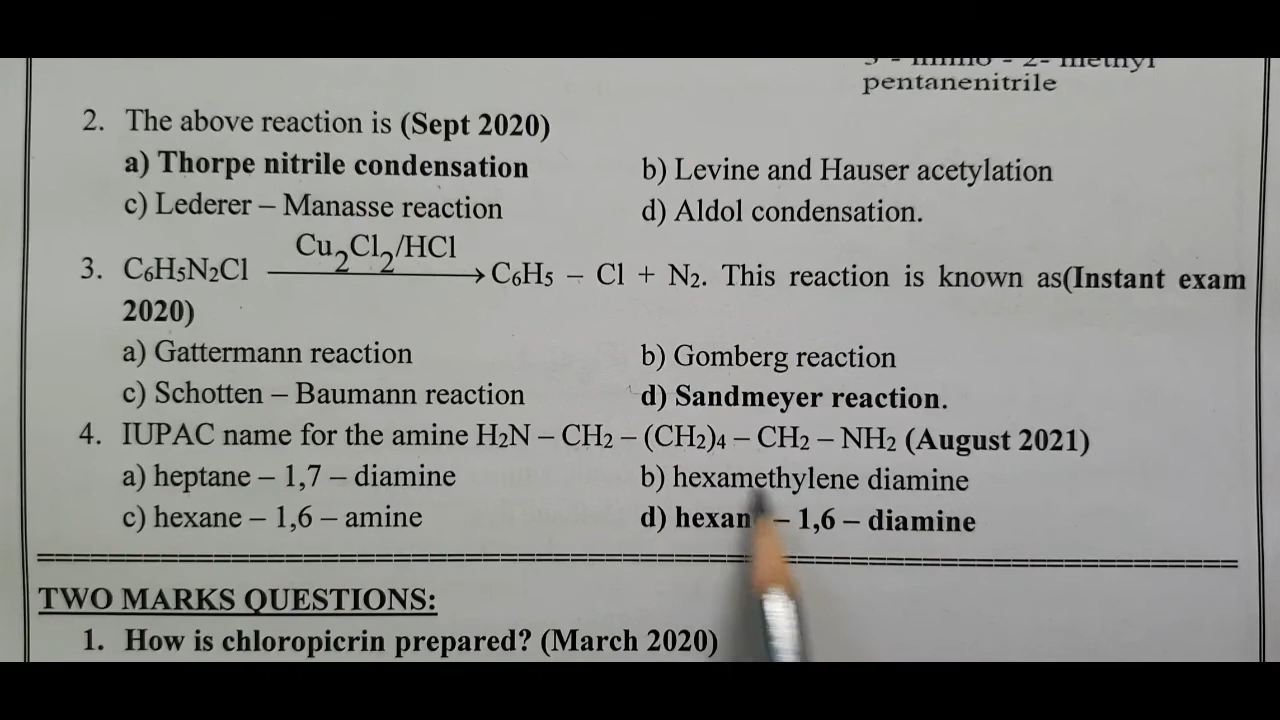 pentanenitrile
2. The above reaction is (Sept 2020)
a) Thorpe nitrile condensation b) Levine and Hauser acetylation
c) Lederer – Manasse reaction d) Aldol condensation.
Cu₂Cl₂/HCl
3. C₆H₅N₂Cl ⟶ C₆H₅ – Cl + N₂. This reaction is known as(Instant exam
2020)
a) Gattermann reaction b) Gomberg reaction
c) Schotten – Baumann reaction d) Sandmeyer reaction.
4. IUPAC name for the amine H₂N – CH₂ – (CH₂)₄ – CH₂ – NH₂ (August 2021)
a) heptane – 1,7 – diamine b) hexamethylene diamine
c) hexane – 1,6 – amine d) hexan – 1,6 – diamine
TWO MARKS QUESTIONS:
1. How is chloropicrin prepared? (March 2020)